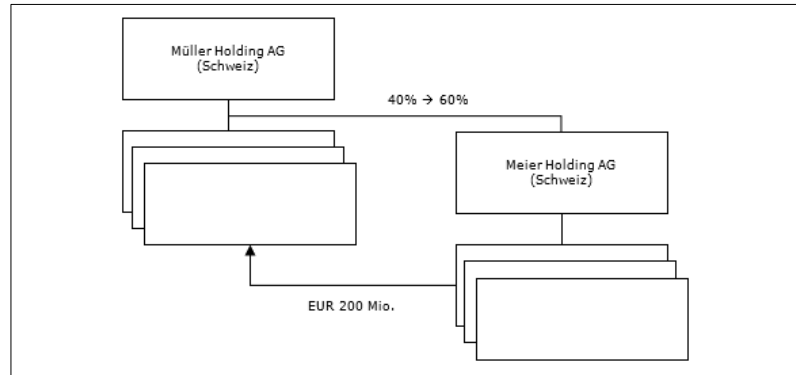 Müller Holding AG
(Schweiz)
40% → 60%
Meier Holding AG
(Schweiz)
EUR 200 Mio.